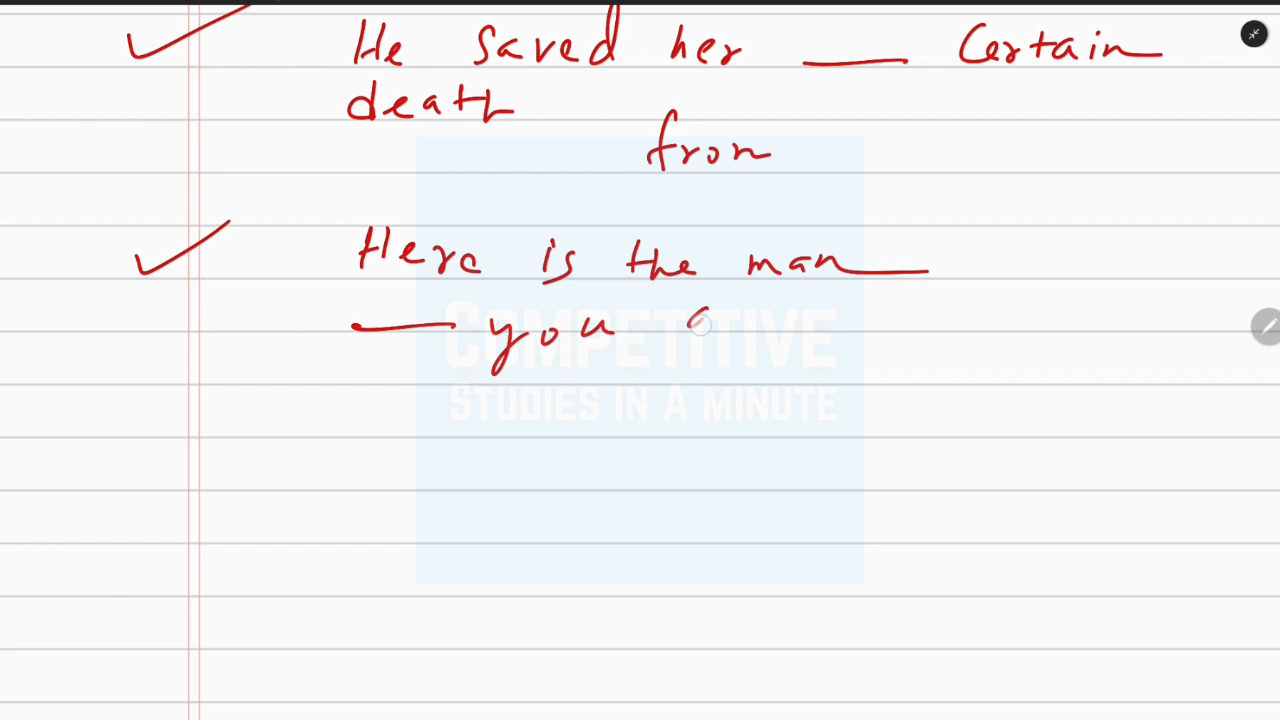 He saved her ___ Certain
death
from
Here is the man ___
___ you
COMPETITIVE
STUDIES IN A MINUTE